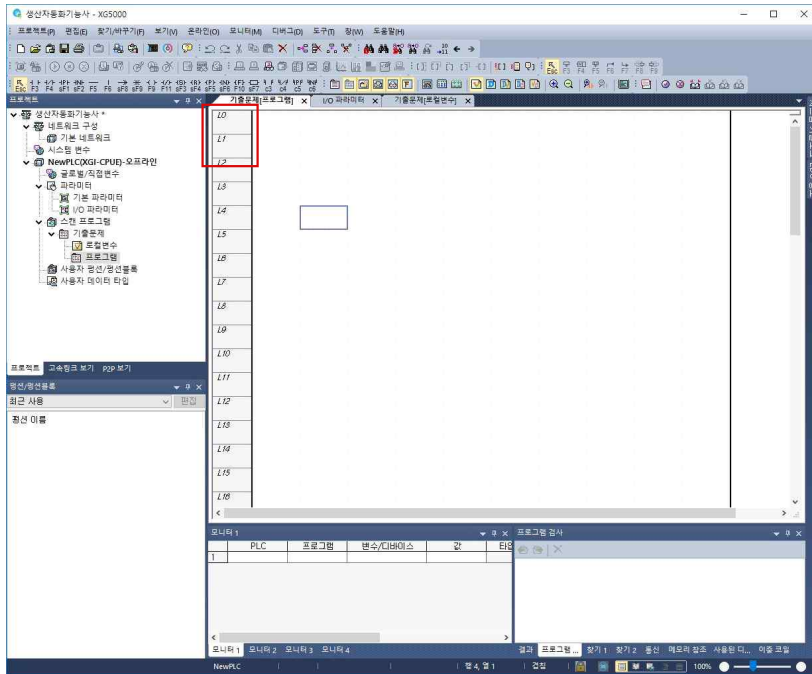 생산자동화기능사 - XG5000
프로젝트(P) 편집(E) 찾기/바꾸기(F) 보기(V) 온라인(O) 모니터(M) 디버그(D) 도구(T) 창(W) 도움말(H)
프로젝트
기출문제[프로그램] I/O 파라미터 기출문제[로컬변수]
생산자동화기능사 *
네트워크 구성
기본 네트워크
시스템 변수
NewPLC(XGI-CPUE)-오프라인
글로벌/직접변수
파라미터
기본 파라미터
I/O 파라미터
스캔 프로그램
기출문제
로컬변수
프로그램
사용자 펑션/펑션블록
사용자 데이터 타입
프로젝트 고속링크 보기 P2P 보기
펑션/펑션블록
최근 사용 편집
펑션 이름
L0
L1
L2
L3
L4
L5
L6
L7
L8
L9
L10
L11
L12
L13
L14
L15
L16
모니터 1
PLC 프로그램 변수/디바이스 값 타입
1
모니터 1 모니터 2 모니터 3 모니터 4
프로그램 검사
결과 프로그램 ... 찾기 1 찾기 2 통신 메모리 참조 사용된 디... 이중 코일
NewPLC 행 4, 열 1 겹침 100%